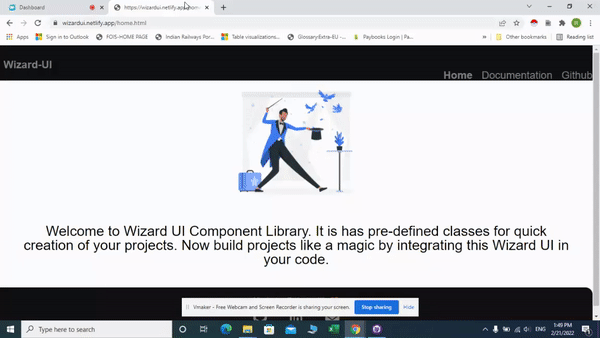 Dashboard
https://wizardui.netlify.app/home
wizardui.netlify.app/home.html
Apps
Sign in to Outlook
FOIS-HOME PAGE
Indian Railways Por...
Table visualizations...
GlossaryExtra-EU -...
Paybooks Login | Pa...
Other bookmarks
Reading list
Wizard-UI
Home Documentation Github
Welcome to Wizard UI Component Library. It is has pre-defined classes for quick
creation of your projects. Now build projects like a magic by integrating this Wizard UI in
your code.
Vmaker - Free Webcam and Screen Recorder is sharing your screen.
Stop sharing
Hide
Type here to search
ENG
1:49 PM
2/21/2022